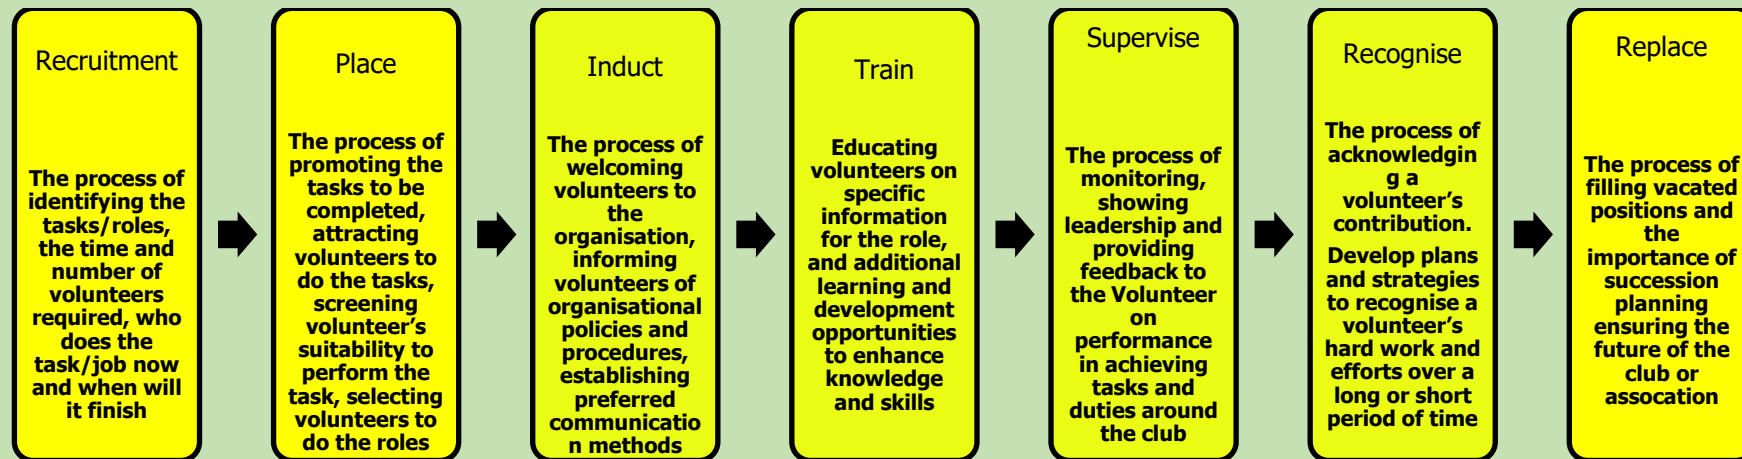 Recruitment
The process of
identifying the
tasks/roles,
the time and
number of
volunteers
required, who
does the
task/job now
and when will
it finish
Place
The process of
promoting the
tasks to be
completed,
attracting
volunteers to
do the tasks,
screening
volunteer’s
suitability to
perform the
task, selecting
volunteers to
do the roles
Induct
The process of
welcoming
volunteers to
the
organisation,
informing
volunteers of
organisational
policies and
procedures,
establishing
preferred
communicatio
n methods
Train
Educating
volunteers on
specific
information
for the role,
and additional
learning and
development
opportunities
to enhance
knowledge
and skills
Supervise
The process of
monitoring,
showing
leadership and
providing
feedback to
the Volunteer
on
performance
in achieving
tasks and
duties around
the club
Recognise
The process of
acknowledgin
g a
volunteer’s
contribution.
Develop plans
and strategies
to recognise a
volunteer’s
hard work and
efforts over a
long or short
period of time
Replace
The process of
filling vacated
positions and
the
importance of
succession
planning
ensuring the
future of the
club or
assocation